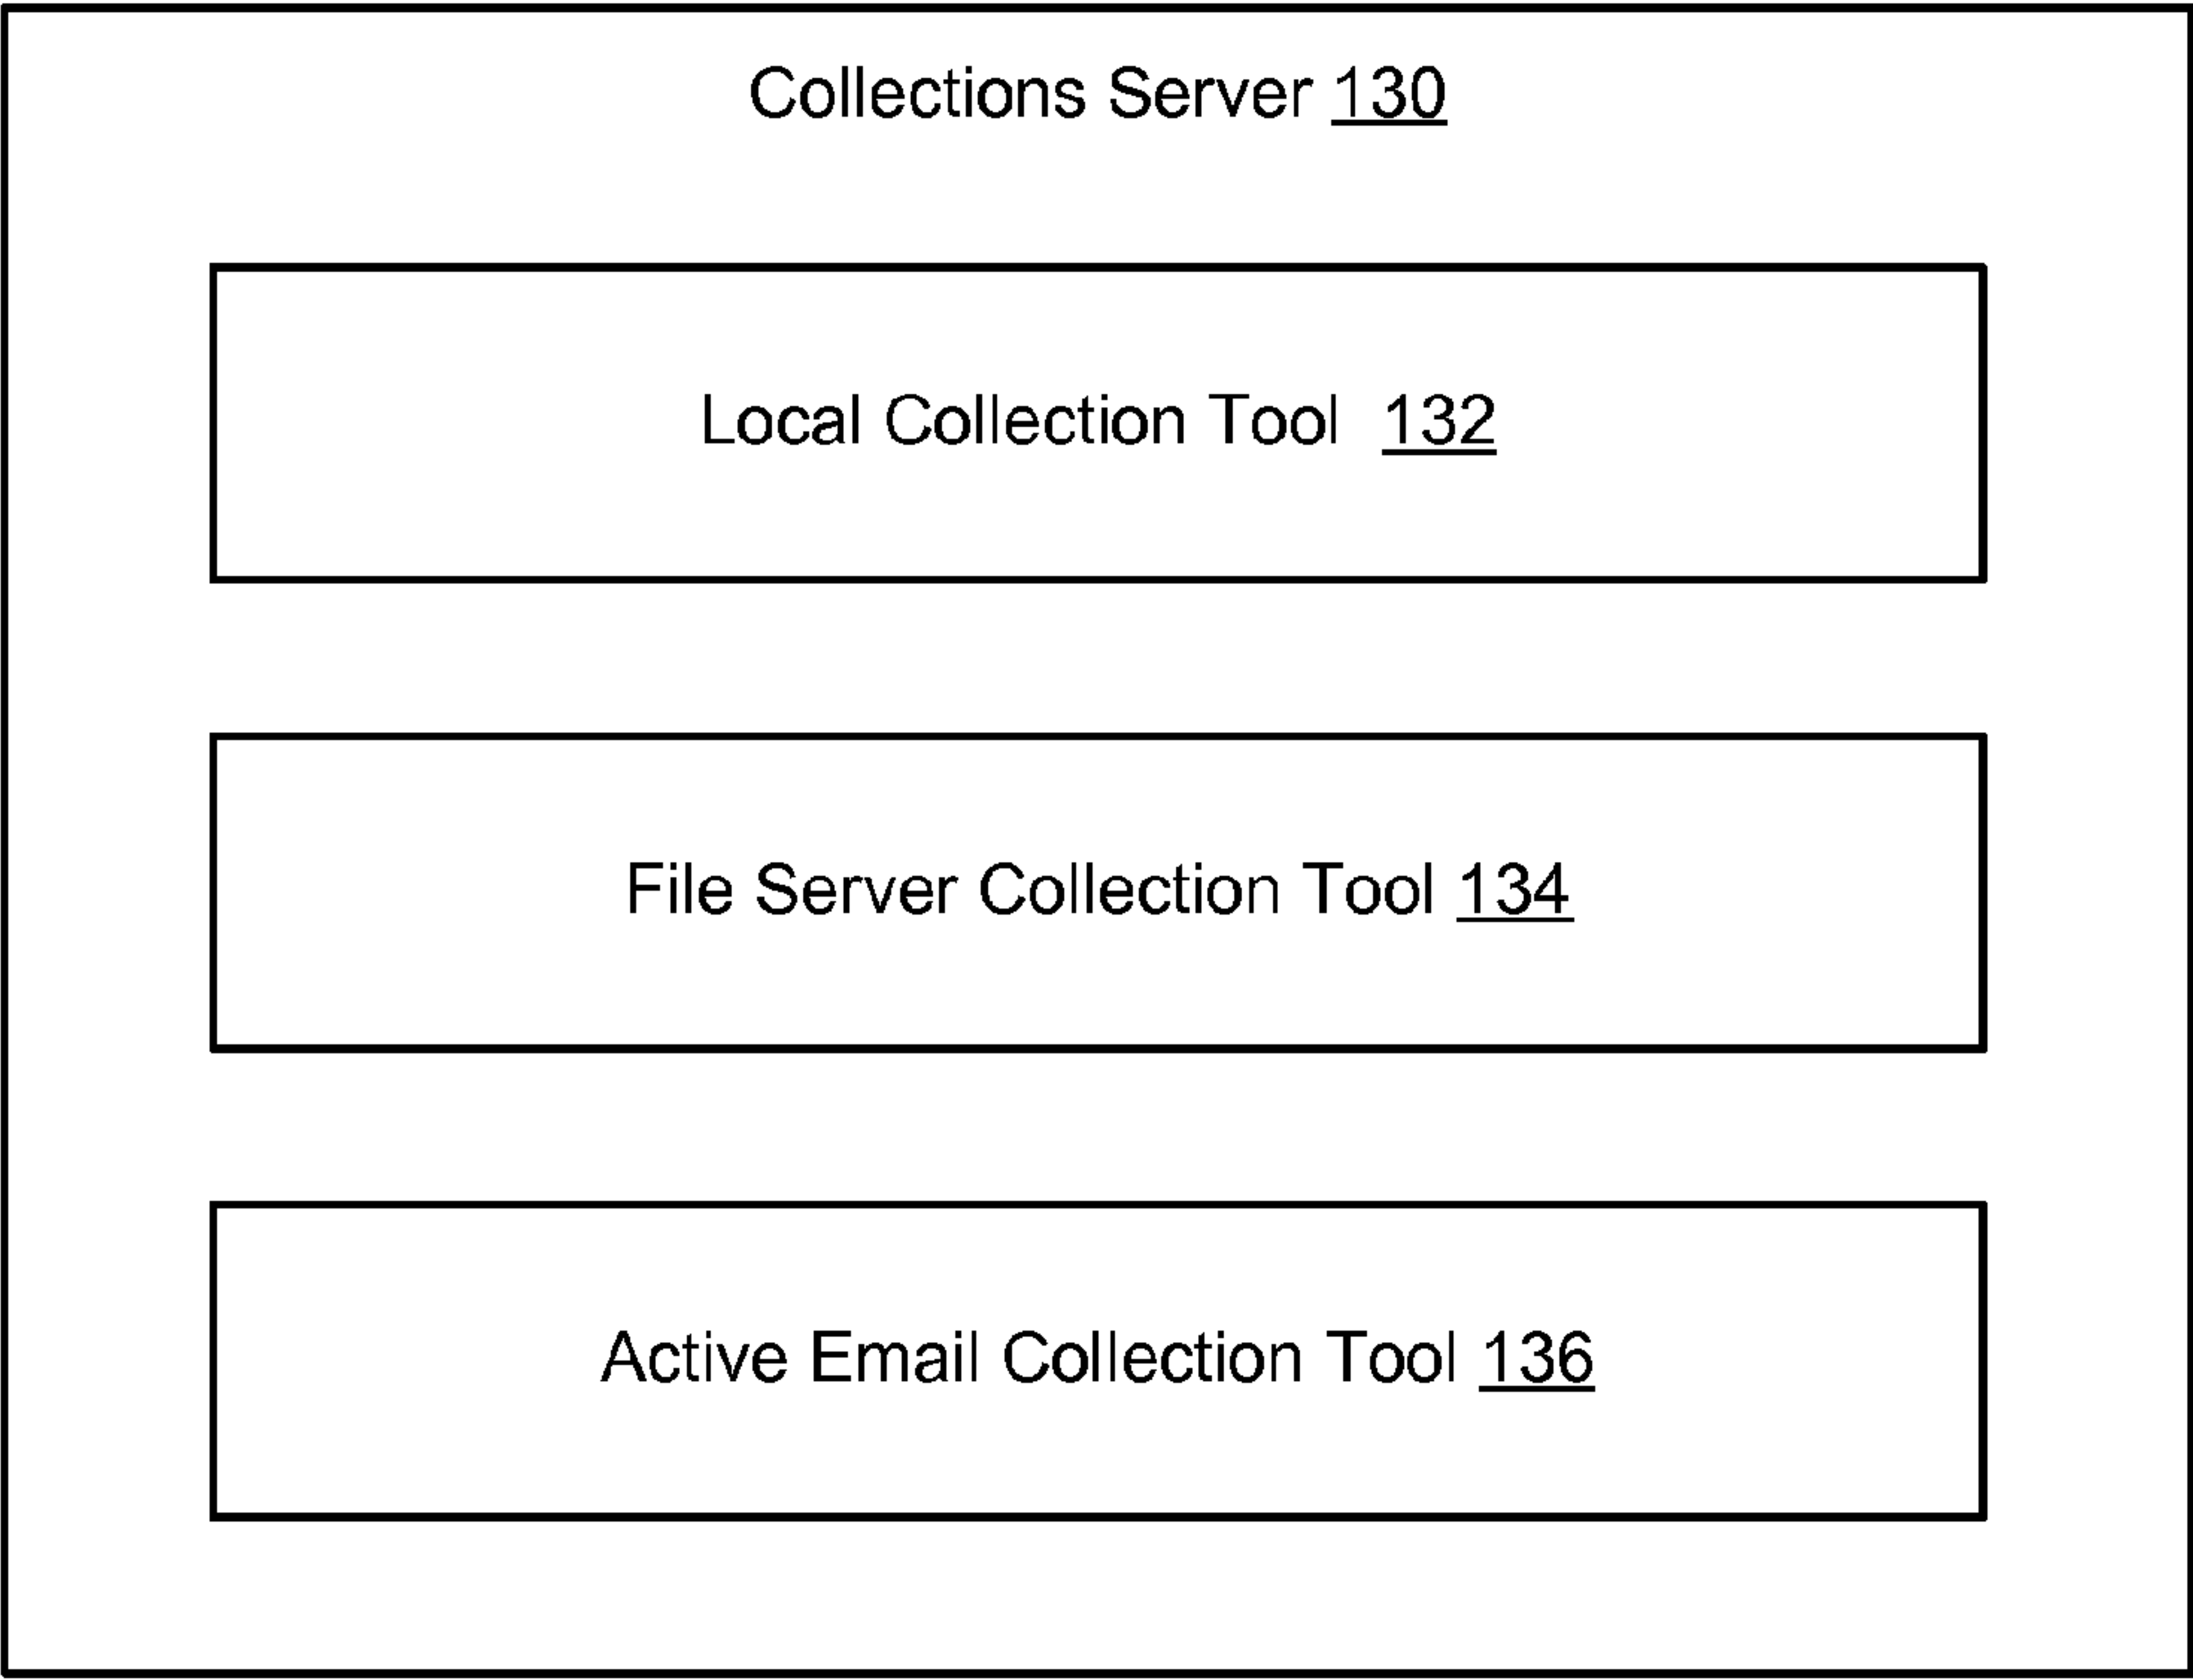 Collections Server 130
Local Collection Tool 132
File Server Collection Tool 134
Active Email Collection Tool 136